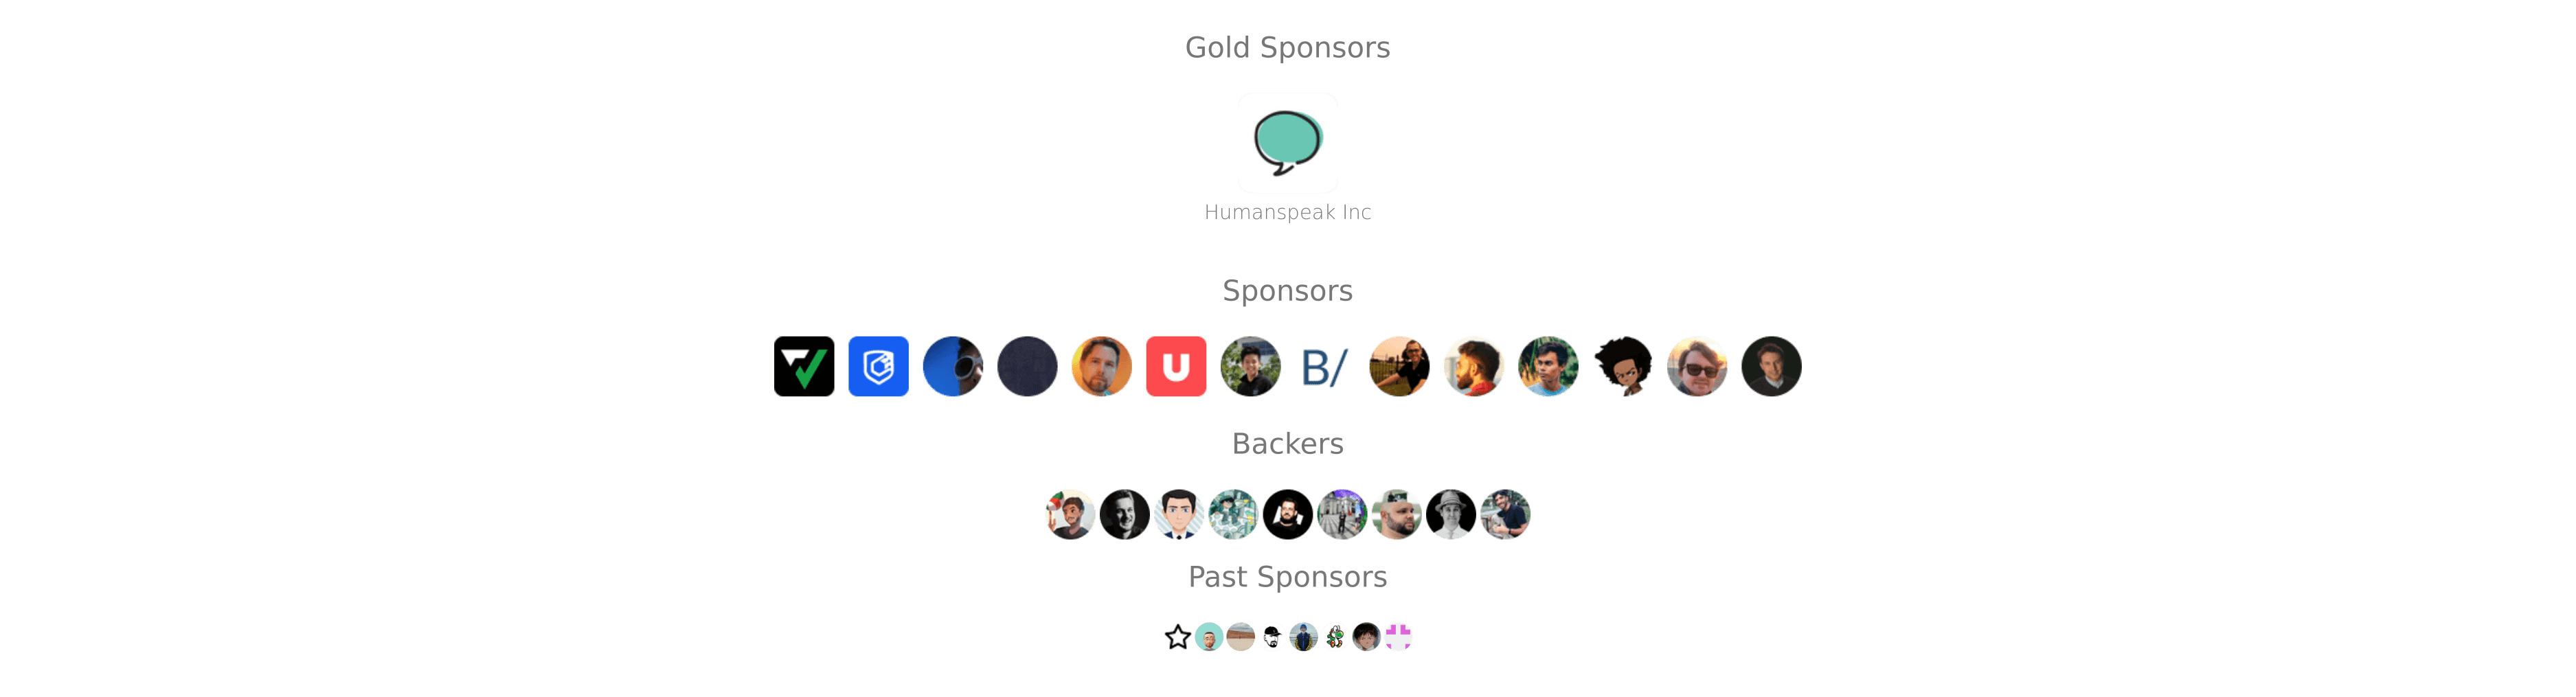 Gold Sponsors
Humanspeak Inc
Sponsors
U
B/
Backers
Past Sponsors